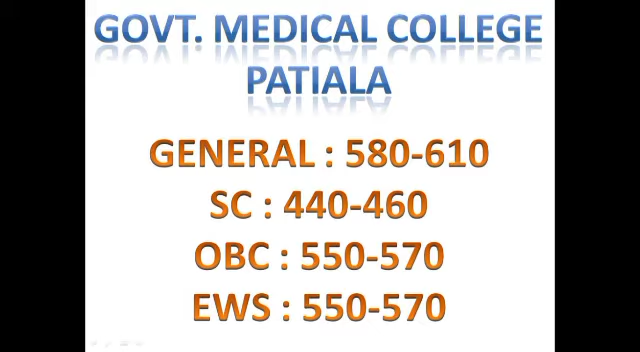 GOVT. MEDICAL COLLEGE
PATIALA
GENERAL : 580-610
SC : 440-460
OBC : 550-570
EWS : 550-570